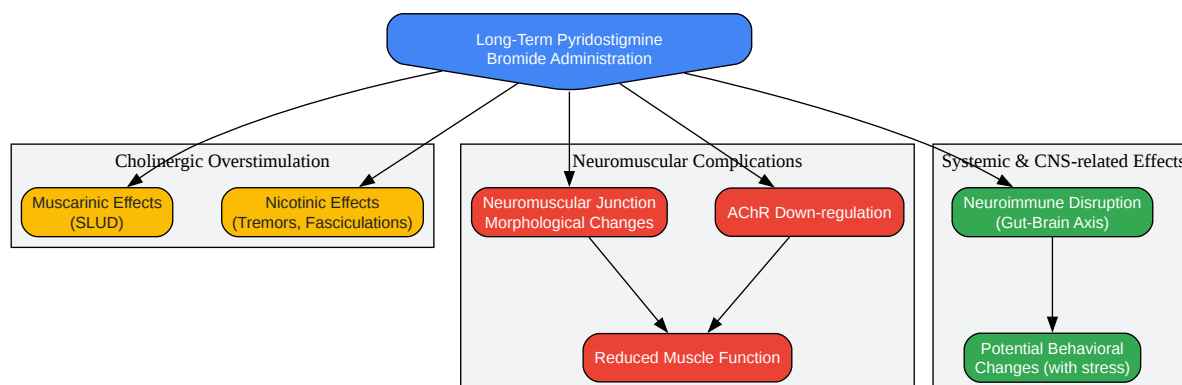 Long-Term Pyridostigmine
Bromide Administration
Cholinergic Overstimulation
Muscarinic Effects
(SLUD)
Nicotinic Effects
(Tremors, Fasciculations)
Neuromuscular Complications
Neuromuscular Junction
Morphological Changes
AChR Down-regulation
Reduced Muscle Function
Systemic & CNS-related Effects
Neuroimmune Disruption
(Gut-Brain Axis)
Potential Behavioral
Changes (with stress)